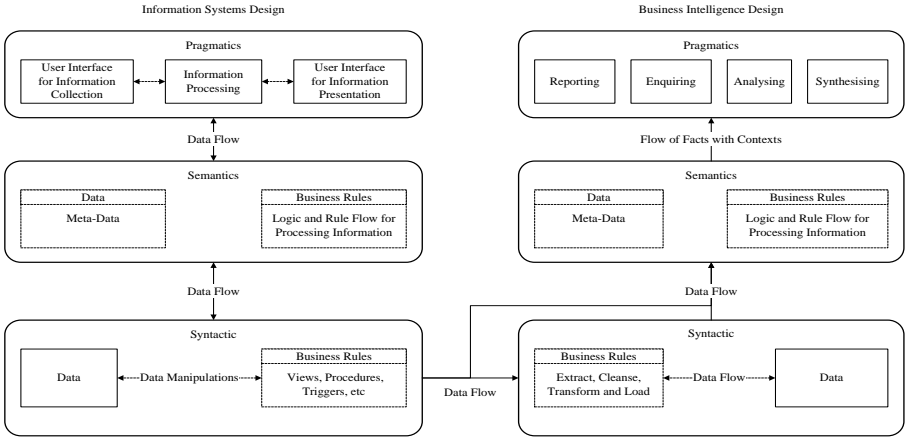 Information Systems Design
Pragmatics
User Interface
for Information
Collection
Information
Processing
User Interface
for Information
Presentation
Data Flow
Semantics
Data
Meta-Data
Business Rules
Logic and Rule Flow for
Processing Information
Data Flow
Syntactic
Data
Data Manipulations
Business Rules
Views, Procedures,
Triggers, etc
Data Flow
Business Intelligence Design
Pragmatics
Reporting
Enquiring
Analysing
Synthesising
Flow of Facts with Contexts
Semantics
Data
Meta-Data
Business Rules
Logic and Rule Flow for
Processing Information
Data Flow
Syntactic
Business Rules
Extract, Cleanse,
Transform and Load
Data Flow
Data